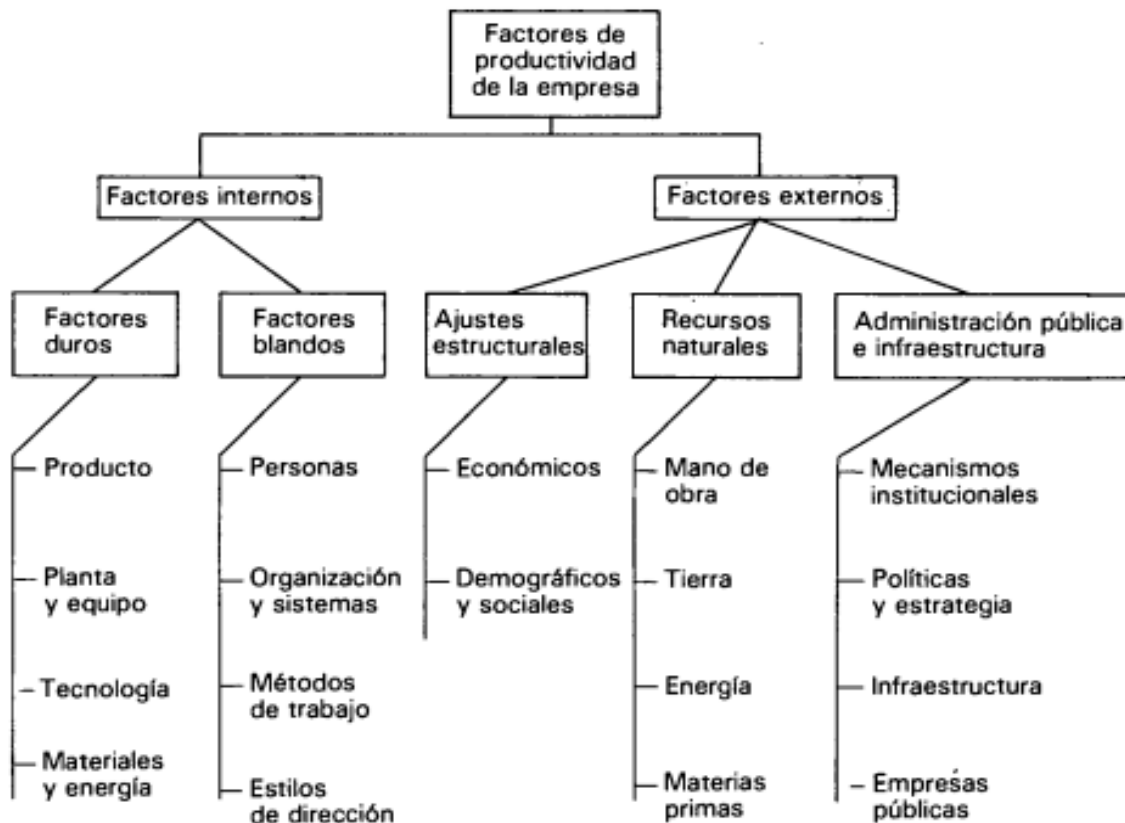 Factores de
productividad
de la empresa
Factores internos
Factores externos
Factores
duros
Factores
blandos
Ajustes
estructurales
Recursos
naturales
Administración pública
e infraestructura
Producto
Planta
y equipo
Tecnología
Materiales
y energía
Personas
Organización
y sistemas
Métodos
de trabajo
Estilos
de dirección
Económicos
Demográficos
y sociales
Mano de
obra
Tierra
Energía
Materias
primas
Mecanismos
institucionales
Políticas
y estrategia
Infraestructura
Empresas
públicas